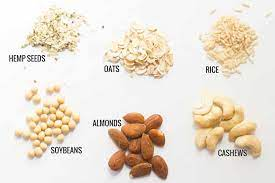 HEMP SEEDS
OATS
RICE
SOYBEANS
ALMONDS
CASHEWS